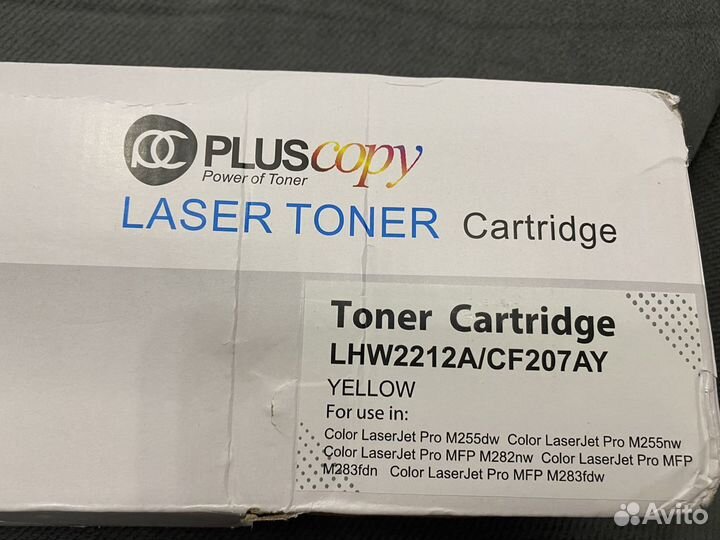 PC PLUScopy
Power of Toner
LASER TONER Cartridge
Toner Cartridge
LHW2212A/CF207AY
YELLOW
For use in:
Color LaserJet Pro M255dw Color LaserJet Pro M255nw
Color LaserJet Pro MFP M282nw Color LaserJet Pro MFP
M283fdn Color LaserJet Pro MFP M283fdw
Avito